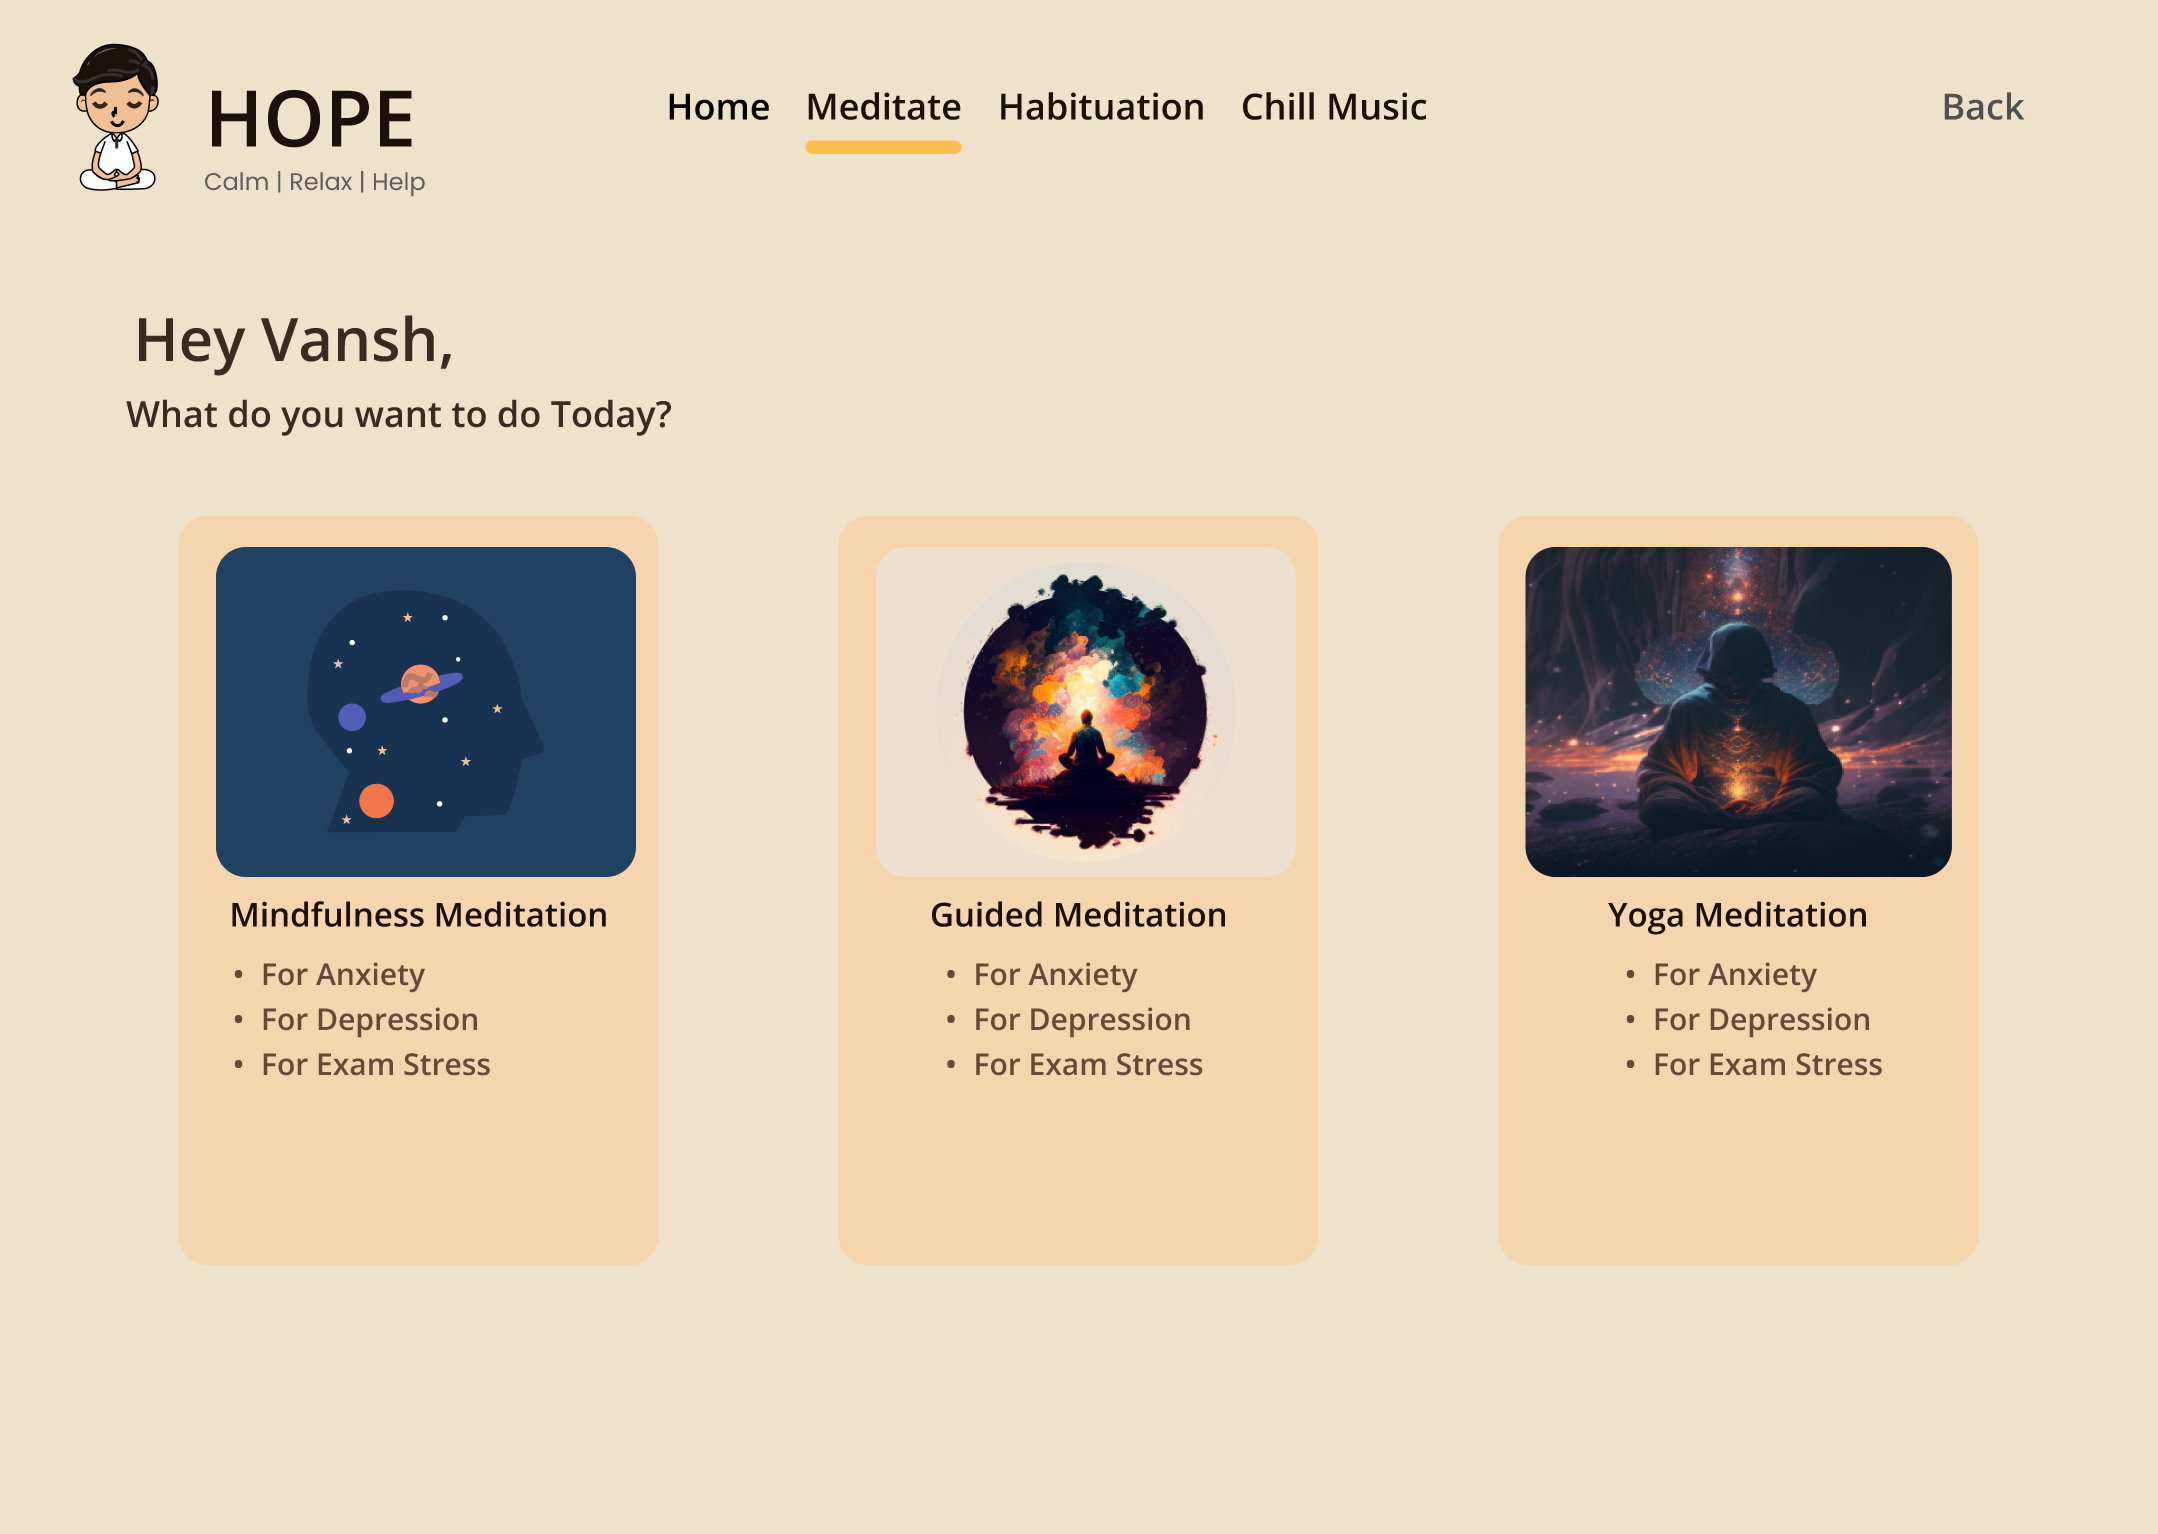 HOPE
Calm | Relax | Help
Home Meditate Habituation Chill Music Back
Hey Vansh,
What do you want to do Today?
Mindfulness Meditation
• For Anxiety
• For Depression
• For Exam Stress
Guided Meditation
• For Anxiety
• For Depression
• For Exam Stress
Yoga Meditation
• For Anxiety
• For Depression
• For Exam Stress